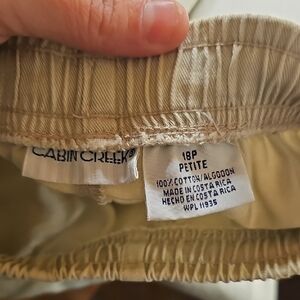 CABIN CREEK®
18P
PETITE
100% COTTON/ALGODON
MADE IN COSTA RICA
HECHO EN COSTA RICA
WPL 11935